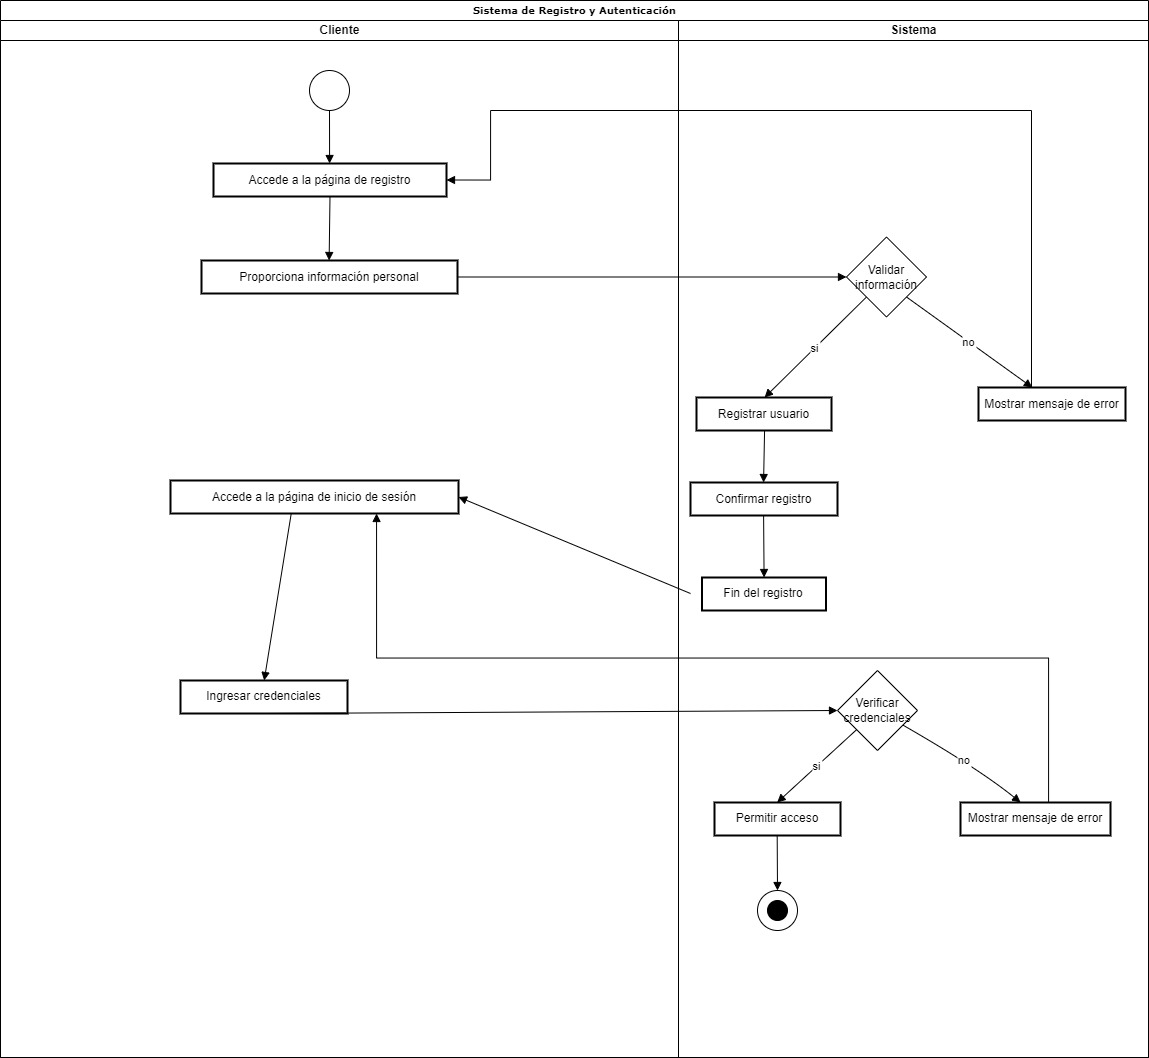 Sistema de Registro y Autenticación
Cliente
Sistema
Accede a la página de registro
Proporciona información personal
Validar
información
si
no
Registrar usuario
Mostrar mensaje de error
Accede a la página de inicio de sesión
Confirmar registro
Fin del registro
Ingresar credenciales
Verificar
credenciales
si
no
Permitir acceso
Mostrar mensaje de error